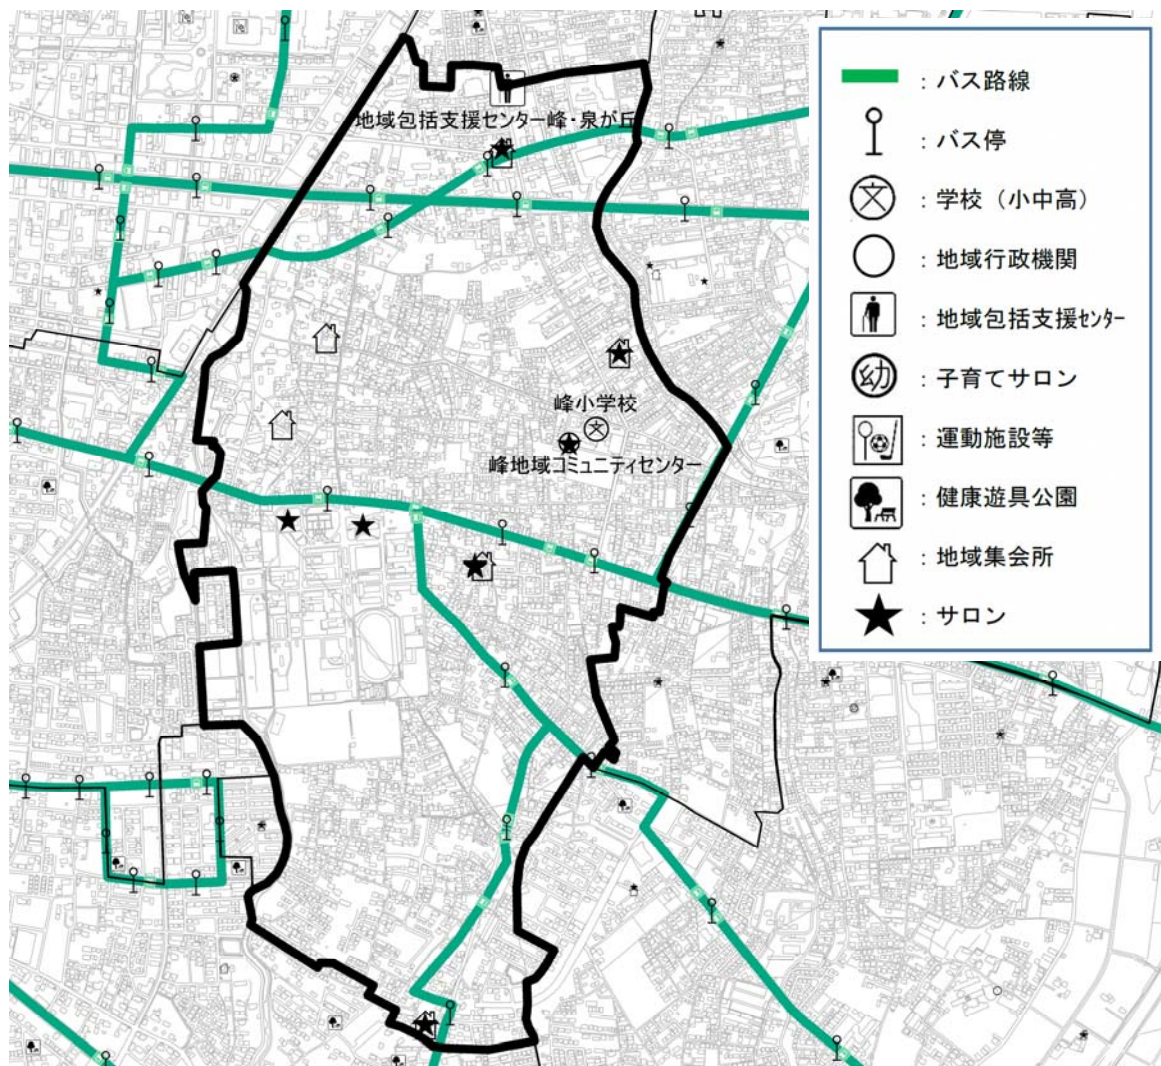 地域包括支援センター峰・泉が丘
峰小学校
文
峰地域コミュニティセンター
：バス路線
：バス停
文
：学校（小中高）
：地域行政機関
：地域包括支援ｾﾝﾀｰ
幼
：子育てサロン
：運動施設等
：健康遊具公園
：地域集会所
：サロン